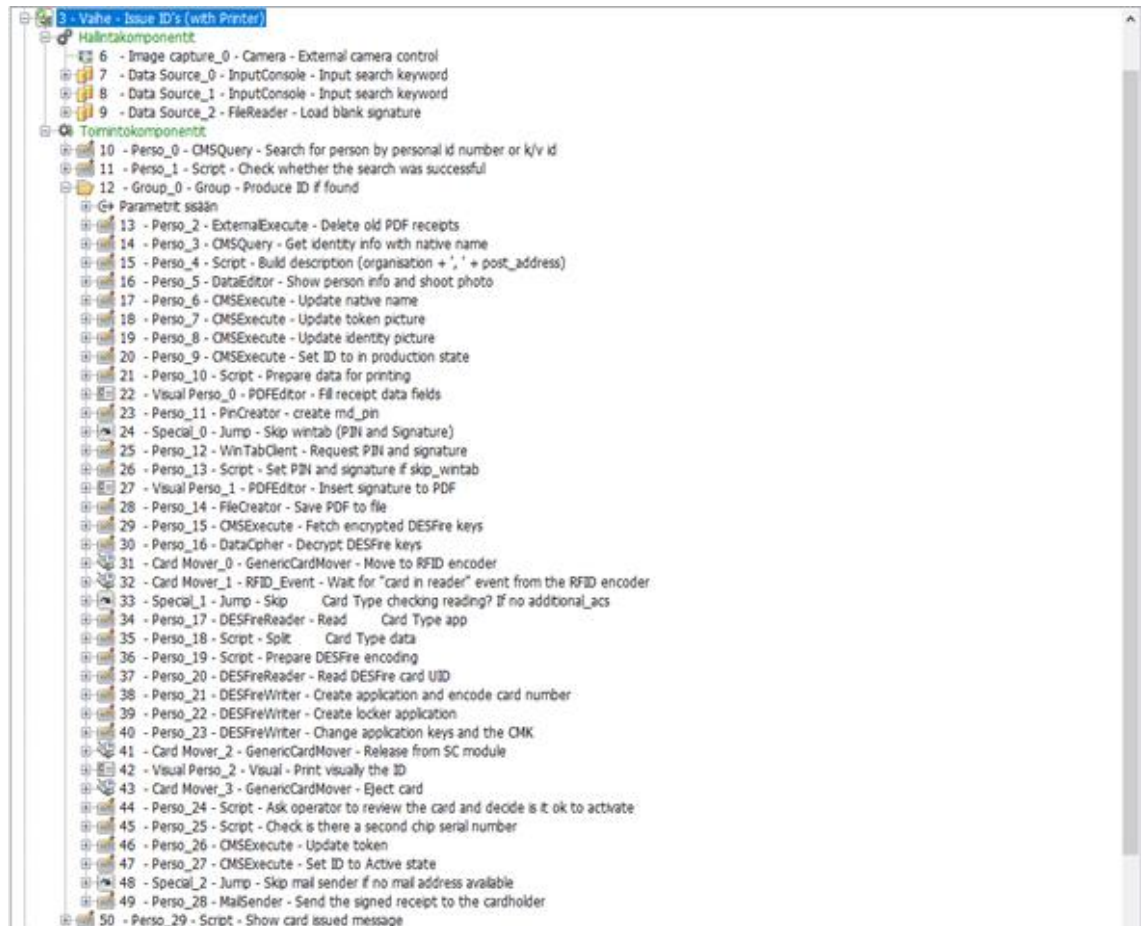 3 - Vaihe - Issue ID's (with Printer)
Hallintakomponentit
6 - Image capture_0 - Camera - External camera control
7 - Data Source_0 - InputConsole - Input search keyword
8 - Data Source_1 - InputConsole - Input search keyword
9 - Data Source_2 - FileReader - Load blank signature
Toimintokomponentit
10 - Perso_0 - CMSQuery - Search for person by personal id number or k/v id
11 - Perso_1 - Script - Check whether the search was successful
12 - Group_0 - Group - Produce ID if found
Parametrit sisään
13 - Perso_2 - ExternalExecute - Delete old PDF receipts
14 - Perso_3 - CMSQuery - Get identity info with native name
15 - Perso_4 - Script - Build description (organisation + ', ' + post_address)
16 - Perso_5 - DataEditor - Show person info and shoot photo
17 - Perso_6 - CMSExecute - Update native name
18 - Perso_7 - CMSExecute - Update token picture
19 - Perso_8 - CMSExecute - Update identity picture
20 - Perso_9 - CMSExecute - Set ID to in production state
21 - Perso_10 - Script - Prepare data for printing
22 - Visual Perso_0 - PDFEditor - Fill receipt data fields
23 - Perso_11 - PinCreator - create rnd_pin
24 - Special_0 - Jump - Skip wintab (PIN and Signature)
25 - Perso_12 - WinTabClient - Request PIN and signature
26 - Perso_13 - Script - Set PIN and signature if skip_wintab
27 - Visual Perso_1 - PDFEditor - Insert signature to PDF
28 - Perso_14 - FileCreator - Save PDF to file
29 - Perso_15 - CMSExecute - Fetch encrypted DESFire keys
30 - Perso_16 - DataCipher - Decrypt DESFire keys
31 - Card Mover_0 - GenericCardMover - Move to RFID encoder
32 - Card Mover_1 - RFID_Event - Wait for "card in reader" event from the RFID encoder
33 - Special_1 - Jump - Skip Card Type checking reading? If no additional_acs
34 - Perso_17 - DESFireReader - Read Card Type app
35 - Perso_18 - Script - Split Card Type data
36 - Perso_19 - Script - Prepare DESFire encoding
37 - Perso_20 - DESFireReader - Read DESFire card UID
38 - Perso_21 - DESFireWriter - Create application and encode card number
39 - Perso_22 - DESFireWriter - Create locker application
40 - Perso_23 - DESFireWriter - Change application keys and the CMK
41 - Card Mover_2 - GenericCardMover - Release from SC module
42 - Visual Perso_2 - Visual - Print visually the ID
43 - Card Mover_3 - GenericCardMover - Eject card
44 - Perso_24 - Script - Ask operator to review the card and decide is it ok to activate
45 - Perso_25 - Script - Check is there a second chip serial number
46 - Perso_26 - CMSExecute - Update token
47 - Perso_27 - CMSExecute - Set ID to Active state
48 - Special_2 - Jump - Skip mail sender if no mail address available
49 - Perso_28 - MailSender - Send the signed receipt to the cardholder
50 - Perso_29 - Script - Show card issued message